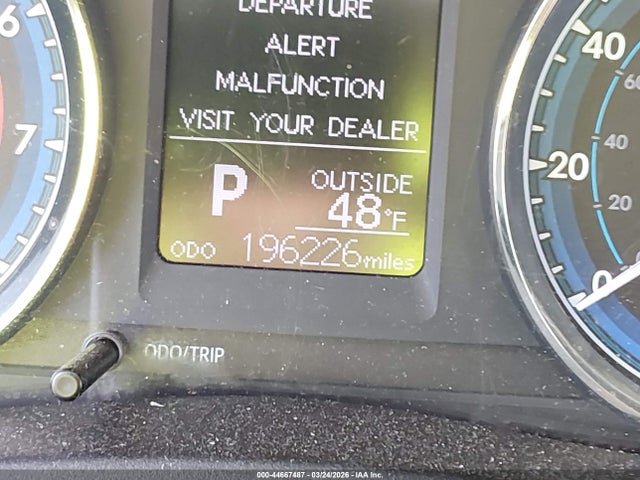 DEPARTURE
ALERT
MALFUNCTION
VISIT YOUR DEALER
P
OUTSIDE
48°F
ODO 196226 miles
ODO/TRIP
6
7
40
20
0
60
40
20
000-44667487 - 03/24/2026 - IAA Inc.